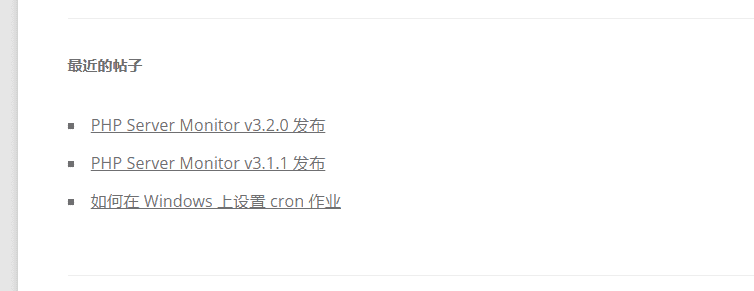 最近的帖子
PHP Server Monitor v3.2.0 发布
PHP Server Monitor v3.1.1 发布
如何在 Windows 上设置 cron 作业